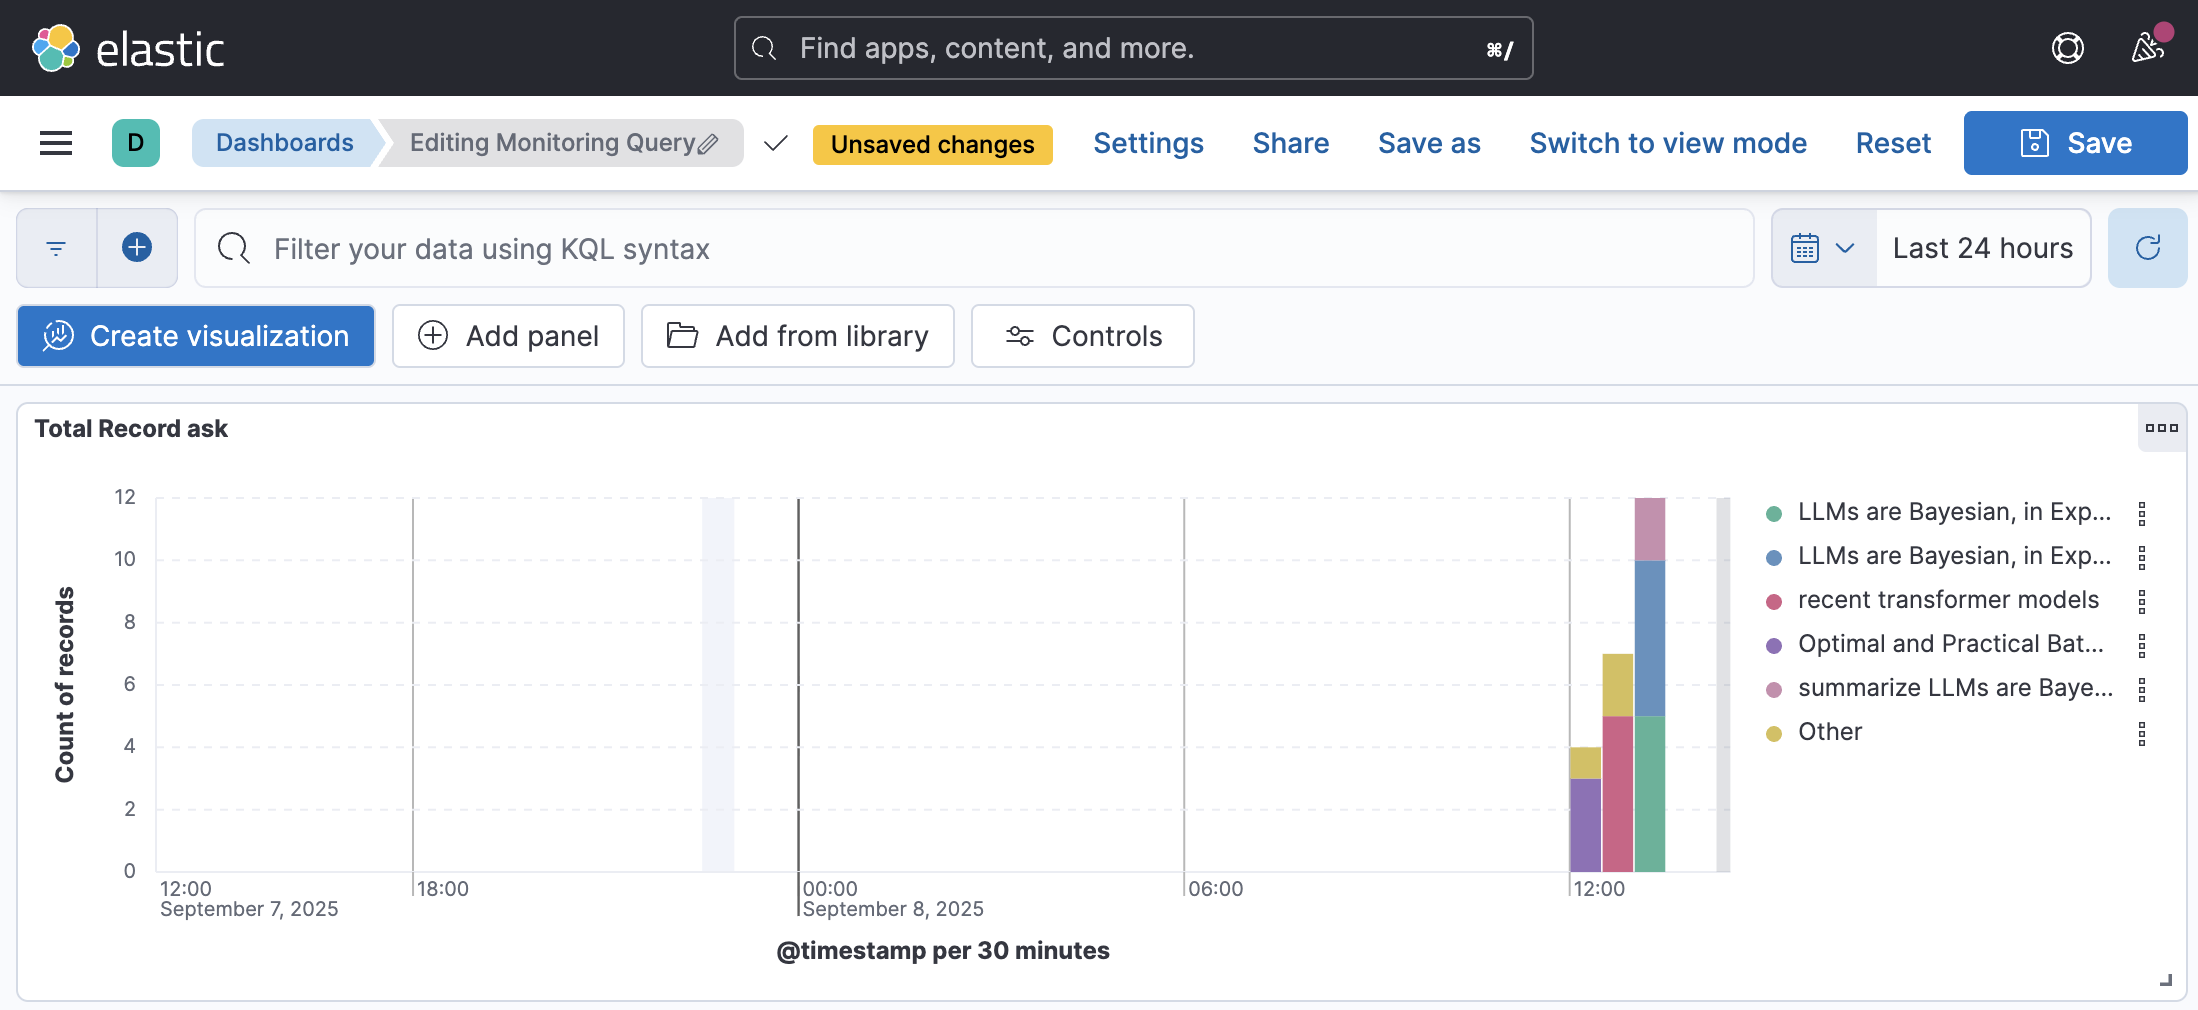 elastic
Find apps, content, and more.
⌘/
D
Dashboards
Editing Monitoring Query
Unsaved changes
Settings
Share
Save as
Switch to view mode
Reset
Save
Filter your data using KQL syntax
Last 24 hours
Create visualization
Add panel
Add from library
Controls
Total Record ask
12
10
8
6
4
2
0
Count of records
12:00
September 7, 2025
18:00
00:00
September 8, 2025
06:00
12:00
@timestamp per 30 minutes
LLMs are Bayesian, in Exp...
LLMs are Bayesian, in Exp...
recent transformer models
Optimal and Practical Bat...
summarize LLMs are Baye...
Other